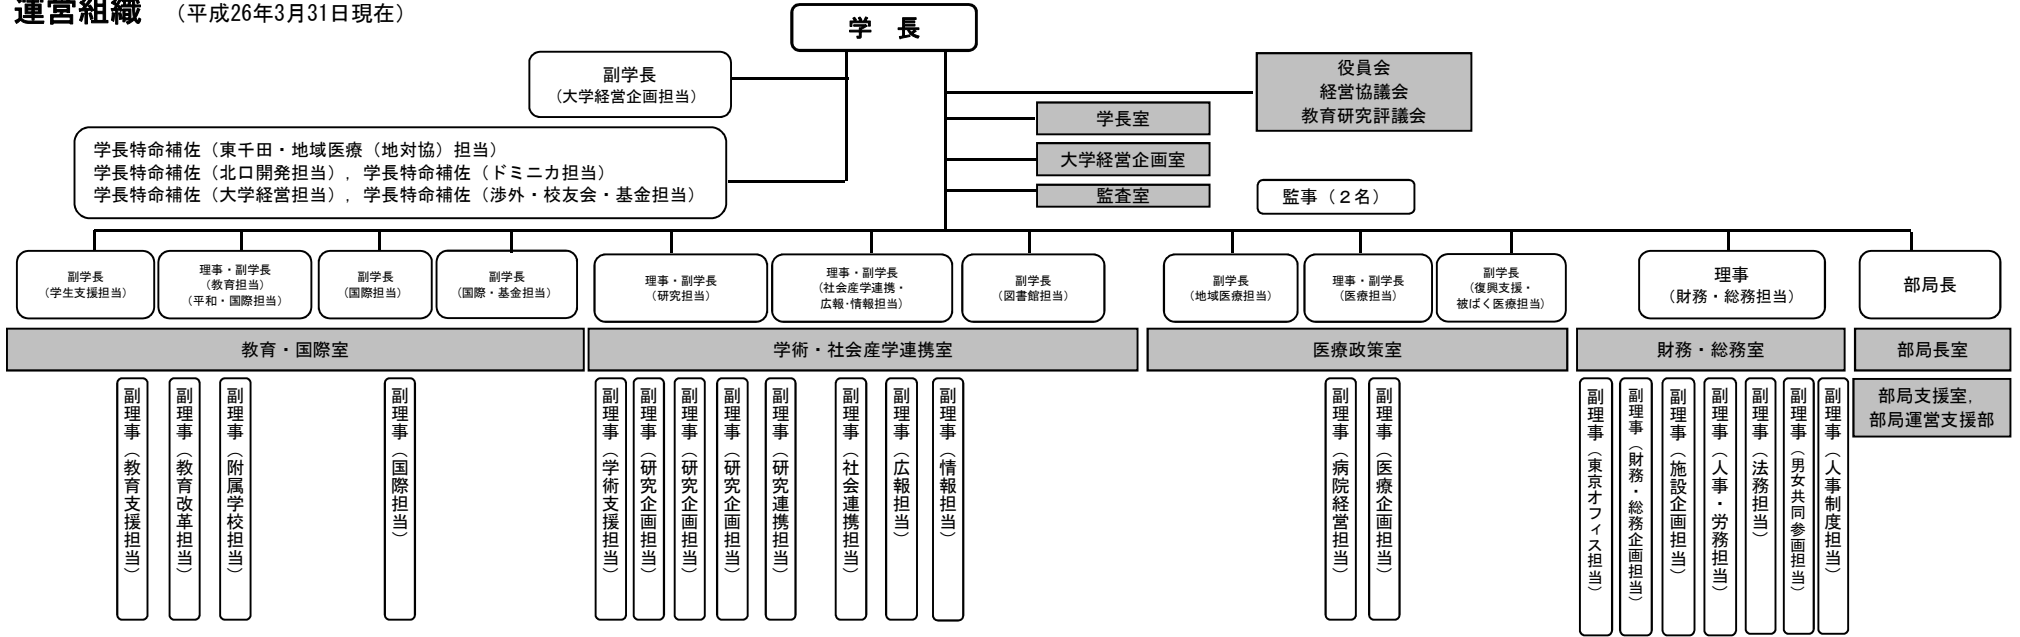 運営組織 （平成26年3月31日現在）
学 長
副学長
（大学経営企画担当）
役員会
経営協議会
教育研究評議会
学長室
大学経営企画室
監査室
監事（２名）
学長特命補佐（東千田・地域医療（地対協）担当）
学長特命補佐（北口開発担当），学長特命補佐（ドミニカ担当）
学長特命補佐（大学経営担当），学長特命補佐（渉外・校友会・基金担当）
副学長
（学生支援担当）
理事・副学長
（教育担当）
（平和・国際担当）
副学長
（国際担当）
副学長
（国際・基金担当）
理事・副学長
（研究担当）
理事・副学長
（社会産学連携・
広報・情報担当）
副学長
（図書館担当）
副学長
（地域医療担当）
理事・副学長
（医療担当）
副学長
（復興支援・
被ばく医療担当）
理事
（財務・総務担当）
部局長
教育・国際室
学術・社会産学連携室
医療政策室
財務・総務室
部局長室
副理事（教育支援担当）
副理事（教育改革担当）
副理事（附属学校担当）
副理事（国際担当）
副理事（学術支援担当）
副理事（研究企画担当）
副理事（研究企画担当）
副理事（研究企画担当）
副理事（研究連携担当）
副理事（社会連携担当）
副理事（広報担当）
副理事（情報担当）
副理事（病院経営担当）
副理事（医療企画担当）
副理事（東京オフィス担当）
副理事（財務・総務企画担当）
副理事（施設企画担当）
副理事（人事・労務担当）
副理事（法務担当）
副理事（男女共同参画担当）
副理事（人事制度担当）
部局支援室，
部局運営支援部